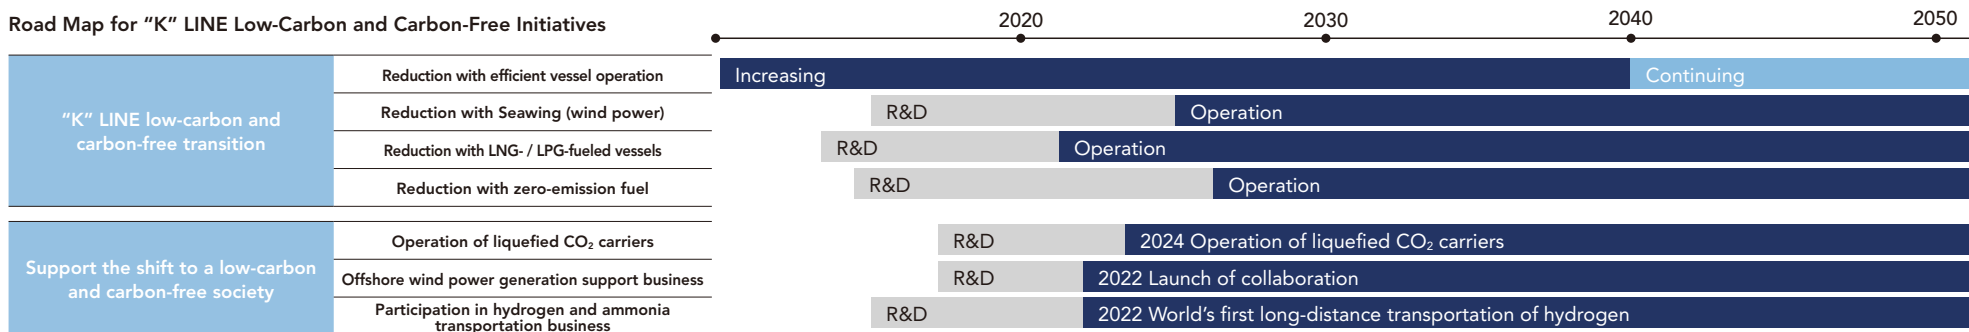 Road Map for “K” LINE Low-Carbon and Carbon-Free Initiatives
2020
2030
2040
2050
“K” LINE low-carbon and
carbon-free transition
Reduction with efficient vessel operation
Increasing
Continuing
Reduction with Seawing (wind power)
R&D
Operation
Reduction with LNG- / LPG-fueled vessels
R&D
Operation
Reduction with zero-emission fuel
R&D
Operation
Support the shift to a low-carbon
and carbon-free society
Operation of liquefied CO₂ carriers
R&D
2024 Operation of liquefied CO₂ carriers
Offshore wind power generation support business
R&D
2022 Launch of collaboration
Participation in hydrogen and ammonia
transportation business
R&D
2022 World’s first long-distance transportation of hydrogen